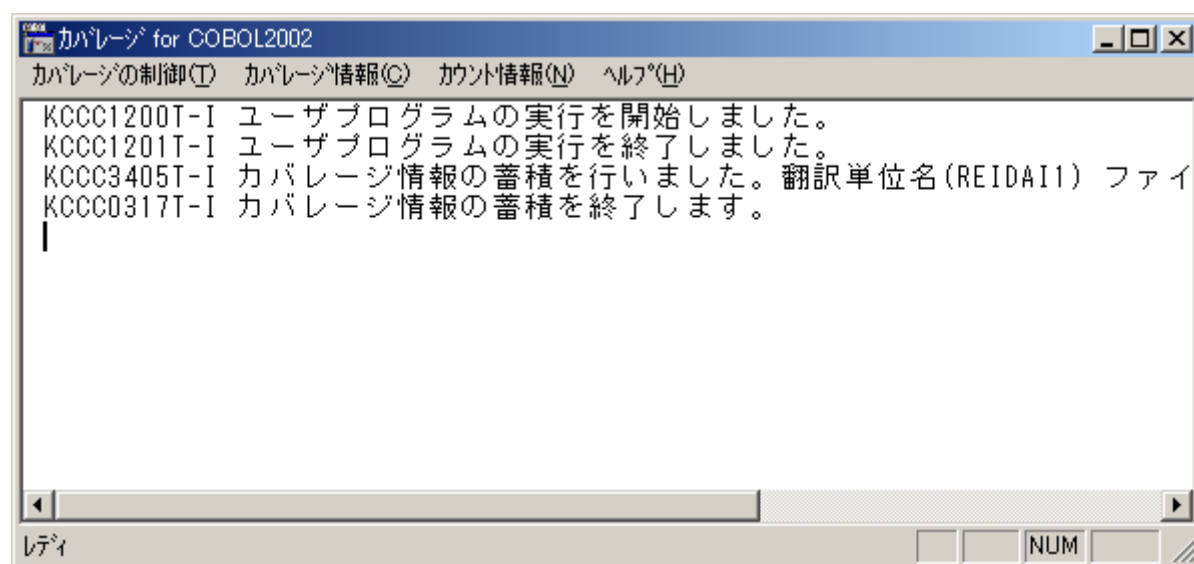 カバレージ for COBOL2002
カバレージの制御(T) カバレージ情報(C) カウント情報(N) ヘルプ(H)
KCCC1200T-I ユーザプログラムの実行を開始しました。
KCCC1201T-I ユーザプログラムの実行を終了しました。
KCCC3405T-I カバレージ情報の蓄積を行いました。翻訳単位名(REIDAI1) ファイ
KCCC0317T-I カバレージ情報の蓄積を終了します。
レディ NUM